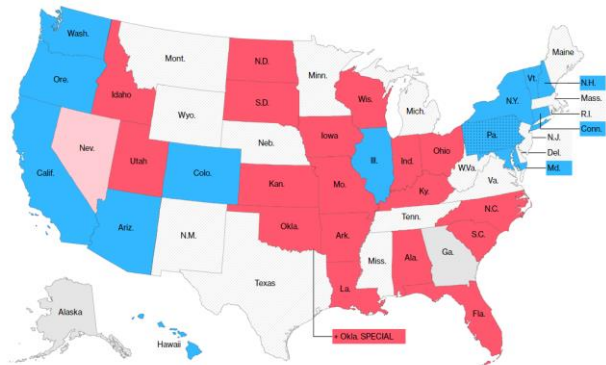 Wash.
Ore.
Calif.
Nev.
Idaho
Utah
Ariz.
Mont.
Wyo.
Colo.
N.M.
N.D.
S.D.
Neb.
Kan.
Okla.
Texas
Minn.
Iowa
Mo.
Ark.
La.
Wis.
Ill.
Mich.
Ind.
Ohio
Ky.
Tenn.
Miss.
Ala.
Ga.
Fla.
S.C.
N.C.
Va.
W.Va.
Pa.
N.Y.
Vt.
Maine
N.H.
Mass.
R.I.
Conn.
N.J.
Del.
Md.
Alaska
Hawaii
+ Okla. SPECIAL